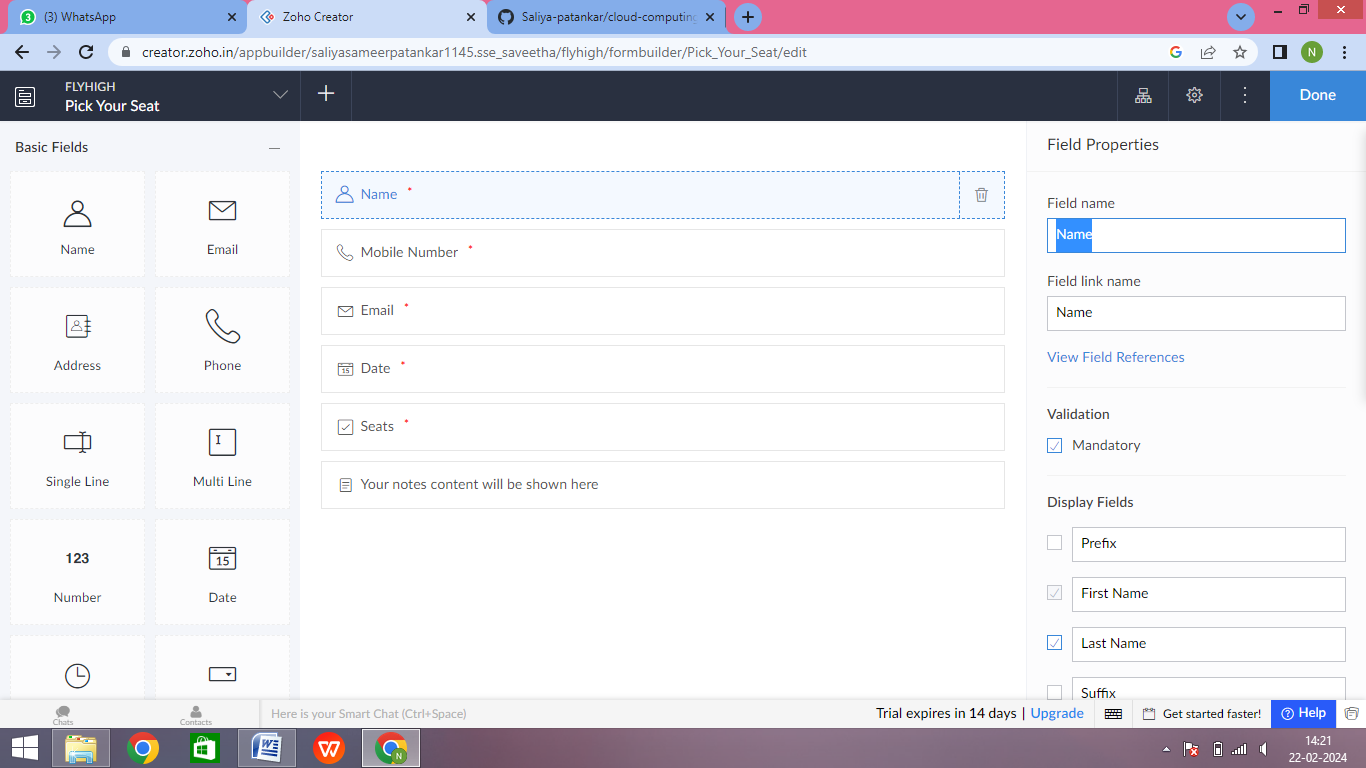 (3) WhatsApp
Zoho Creator
Saliya-patankar/cloud-computing
creator.zoho.in/appbuilder/saliyasameerpatankar1145.sse_saveetha/flyhigh/formbuilder/Pick_Your_Seat/edit
N
FLYHIGH
Pick Your Seat
Done
Basic Fields
Name
Email
Address
Phone
Single Line
Multi Line
123
15
Number
Date
Name *
Mobile Number *
Email *
15 Date *
Seats *
Your notes content will be shown here
Field Properties
Field name
Name
Field link name
Name
View Field References
Validation
Mandatory
Display Fields
Prefix
First Name
Last Name
Suffix
Chats
Contacts
Here is your Smart Chat (Ctrl+Space)
Trial expires in 14 days | Upgrade
Get started faster!
Help
14:21
22-02-2024